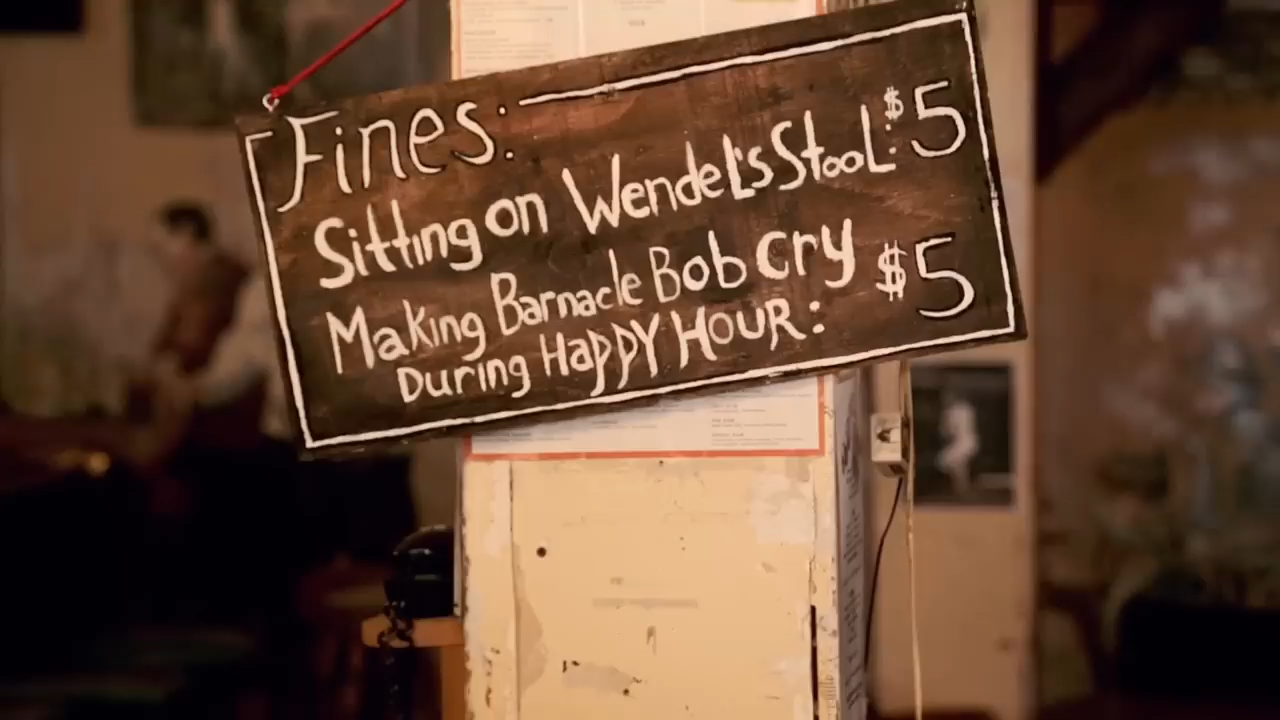 Fines:
Sitting on Wendel's Stool: $5
Making Barnacle Bob cry
During HAPPY HOUR: $5